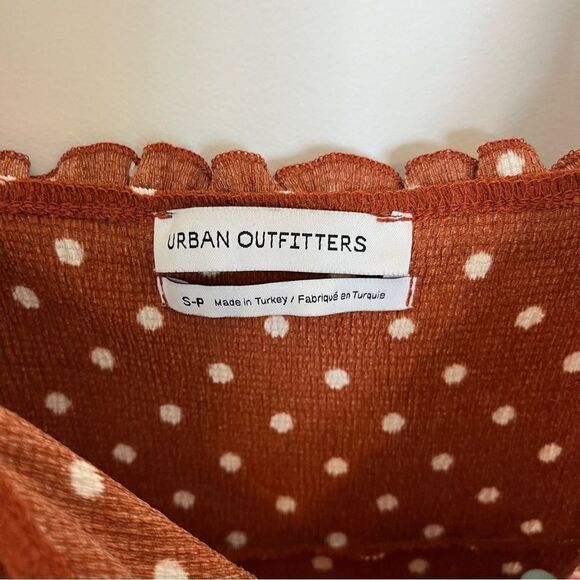 URBAN OUTFITTERS
S-P Made in Turkey / Fabriqué en Turquie